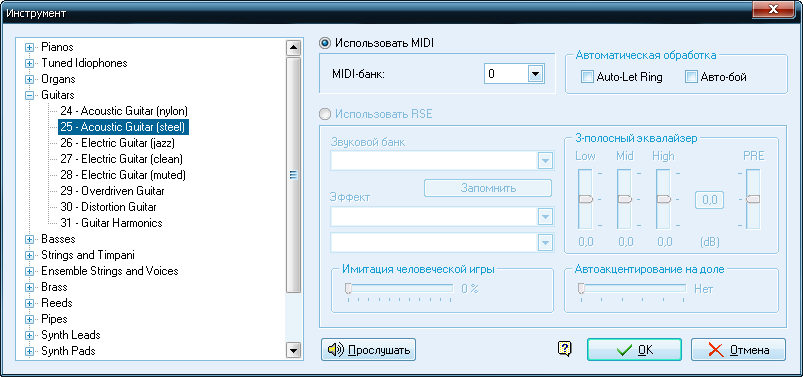 Инструмент
Pianos
Tuned Idiophones
Organs
Guitars
24 - Acoustic Guitar (nylon)
25 - Acoustic Guitar (steel)
26 - Electric Guitar (jazz)
27 - Electric Guitar (clean)
28 - Electric Guitar (muted)
29 - Overdriven Guitar
30 - Distortion Guitar
31 - Guitar Harmonics
Basses
Strings and Timpani
Ensemble Strings and Voices
Brass
Reeds
Pipes
Synth Leads
Synth Pads
Использовать MIDI
MIDI-банк:
0
Автоматическая обработка
Auto-Let Ring
Авто-бой
Использовать RSE
Звуковой банк
Запомнить
Эффект
3-полосный эквалайзер
Low Mid High PRE
0,0
0,0 0,0 0,0 (dB)
Имитация человеческой игры
0 %
Автоакцентирование на доле
Нет
Прослушать
?
OK
Отмена